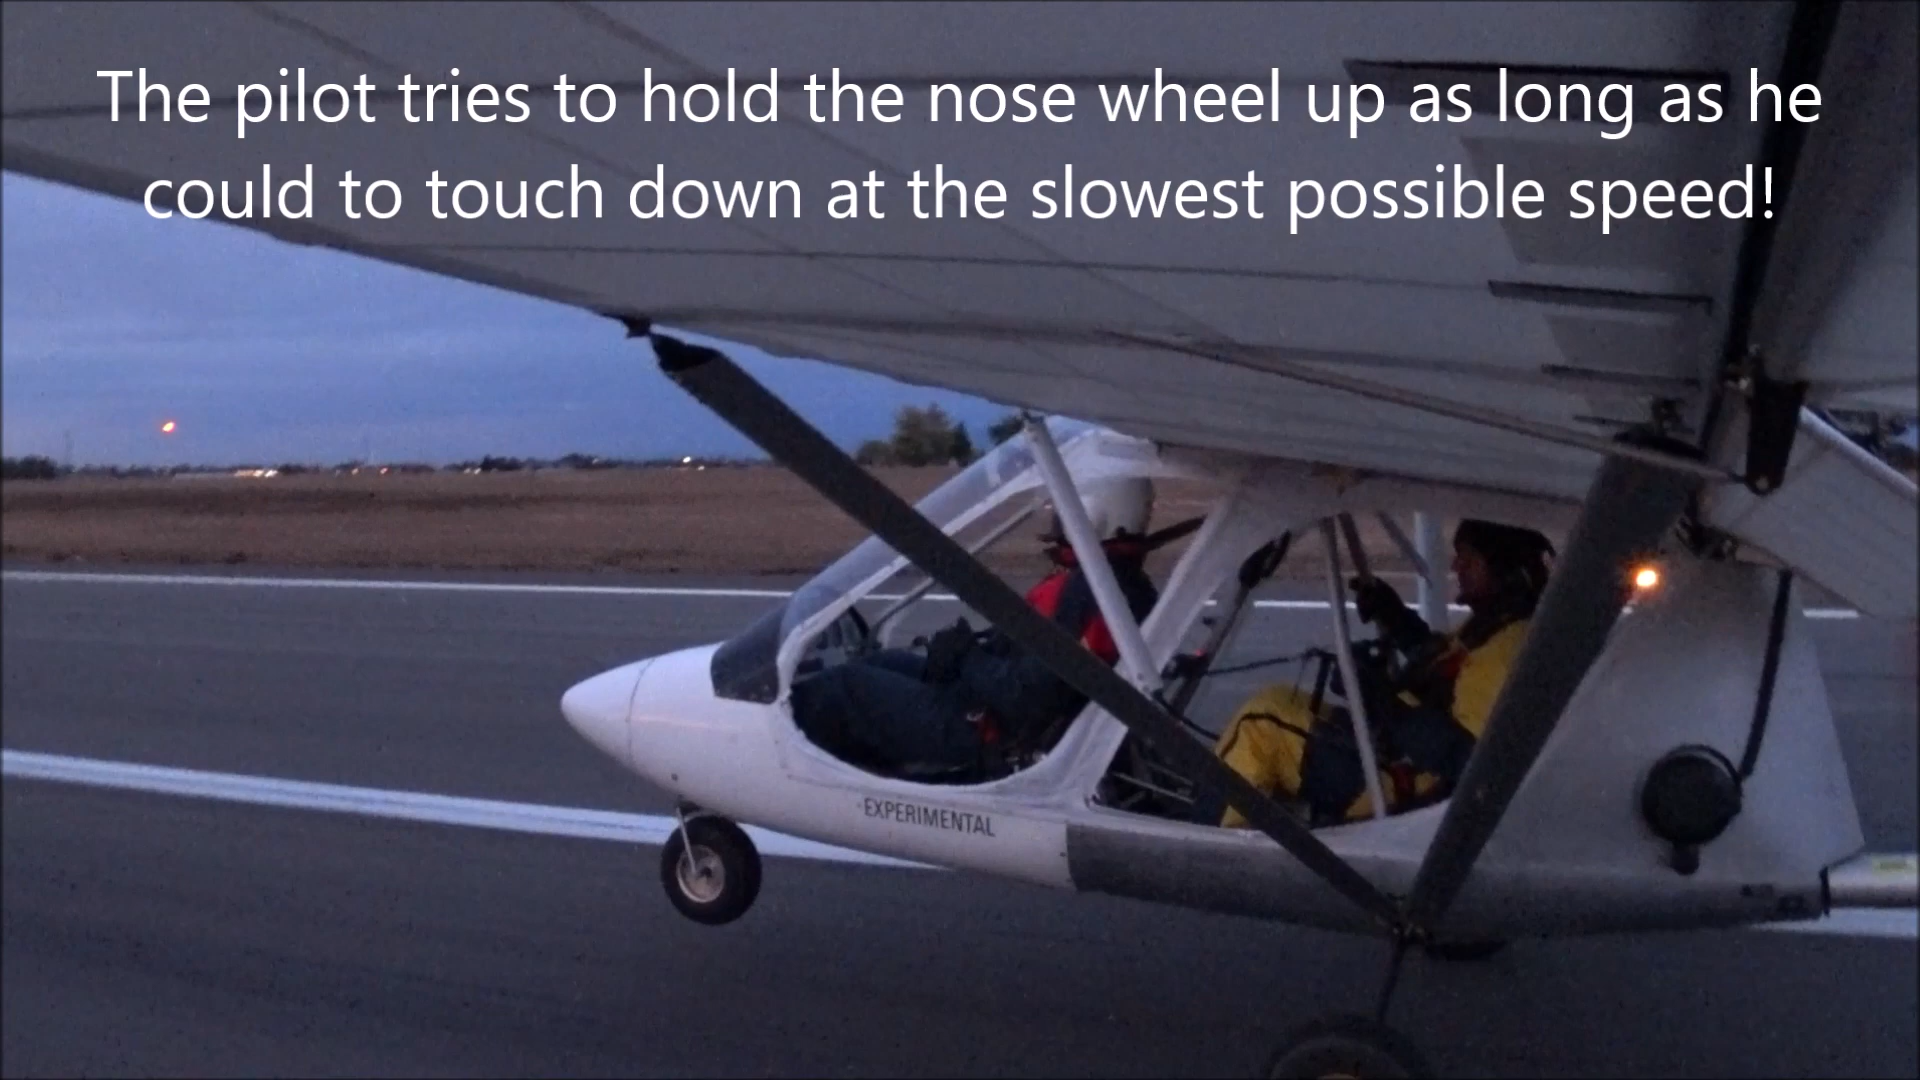 The pilot tries to hold the nose wheel up as long as he
could to touch down at the slowest possible speed!
EXPERIMENTAL